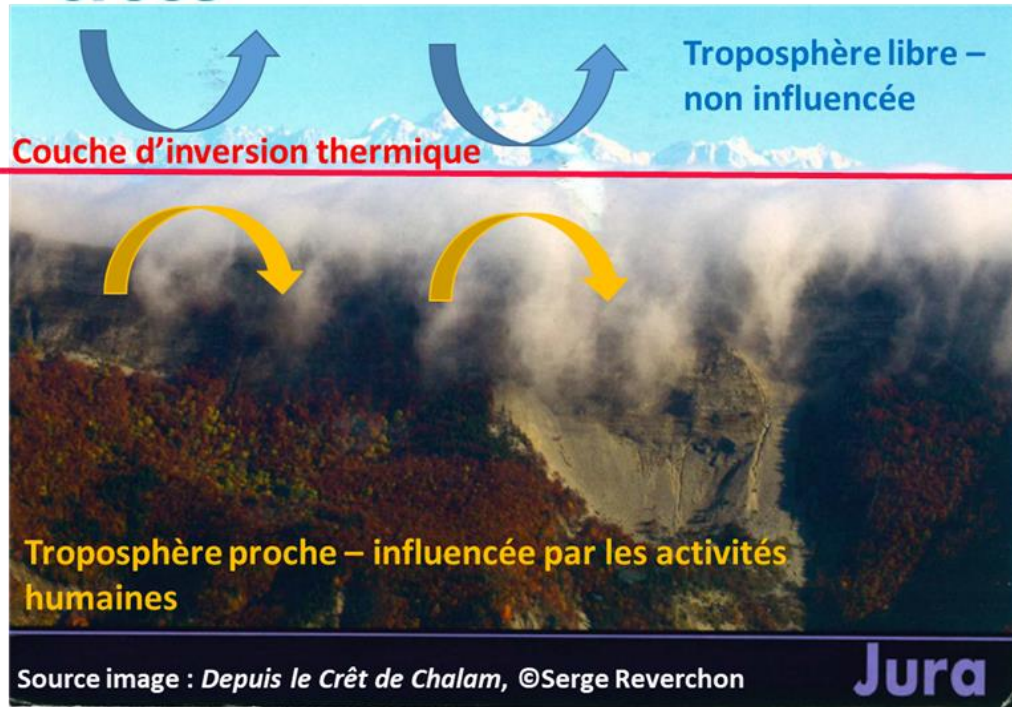 Troposphère libre –
non influencée
Couche d'inversion thermique
Troposphère proche – influencée par les activités
humaines
Source image : Depuis le Crêt de Chalam, ©Serge Reverchon
Jura